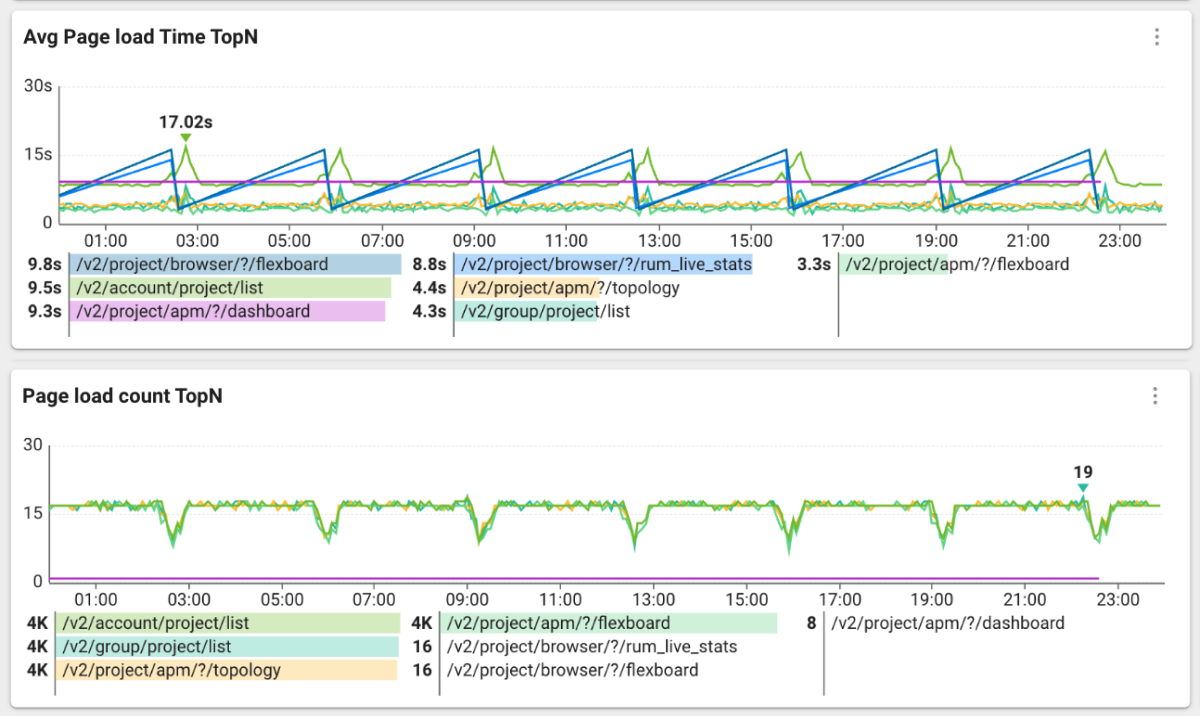 Avg Page load Time TopN
30s
17.02s
15s
0
01:00 03:00 05:00 07:00 09:00 11:00 13:00 15:00 17:00 19:00 21:00 23:00
9.8s /v2/project/browser/?/flexboard 8.8s /v2/project/browser/?/rum_live_stats 3.3s /v2/project/apm/?/flexboard
9.5s /v2/account/project/list 4.4s /v2/project/apm/?/topology
9.3s /v2/project/apm/?/dashboard 4.3s /v2/group/project/list
Page load count TopN
30
19
15
0
01:00 03:00 05:00 07:00 09:00 11:00 13:00 15:00 17:00 19:00 21:00 23:00
4K /v2/account/project/list 4K /v2/project/apm/?/flexboard 8 /v2/project/apm/?/dashboard
4K /v2/group/project/list 16 /v2/project/browser/?/rum_live_stats
4K /v2/project/apm/?/topology 16 /v2/project/browser/?/flexboard